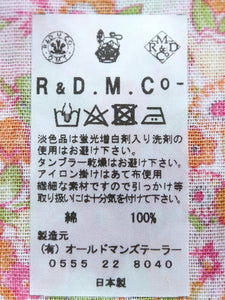 R & D. M. Co-
淡色品は蛍光増白剤入り洗剤の
使用はお避け下さい。
タンブラー乾燥はお避け下さい。
アイロン掛けはあて布使用
繊細な素材ですので引っかけ等
取り扱いには十分気を付けて下さい。
綿 100%
製造元
(有) オールドマンズテーラー
0555 22 8040
日本製